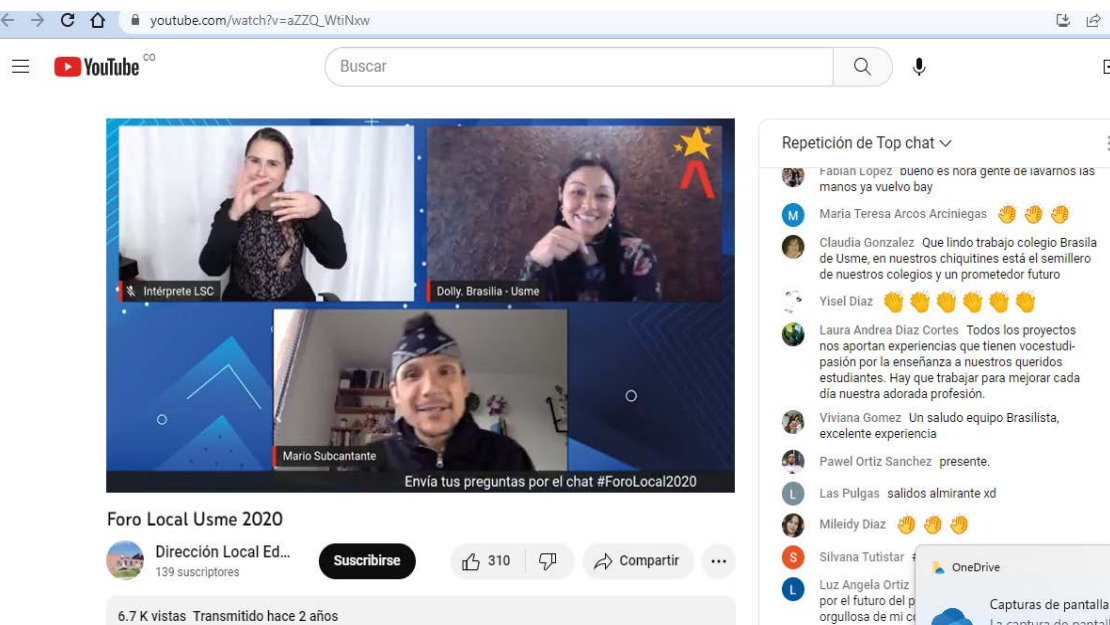 youtube.com/watch?v=aZZQ_WtiNxw
YouTube CO
Buscar
Intérprete LSC
Dolly. Brasilia - Usme
Mario Subcantante
Envía tus preguntas por el chat #ForoLocal2020
Foro Local Usme 2020
Dirección Local Ed...
139 suscriptores
Suscribirse
310
Compartir
6.7 K vistas Transmitido hace 2 años
Repetición de Top chat
Fabian Lopez bueno es hora gente de lavarnos las
manos ya vuelvo bay
M
Maria Teresa Arcos Arciniegas
Claudia Gonzalez Que lindo trabajo colegio Brasila
de Usme, en nuestros chiquitines está el semillero
de nuestros colegios y un prometedor futuro
Yisel Diaz
Laura Andrea Diaz Cortes Todos los proyectos
nos aportan experiencias que tienen vocestudi-
pasión por la enseñanza a nuestros queridos
estudiantes. Hay que trabajar para mejorar cada
día nuestra adorada profesión.
Viviana Gomez Un saludo equipo Brasilista,
excelente experiencia
Pawel Ortiz Sanchez presente.
L
Las Pulgas salidos almirante xd
Mileidy Diaz
S
Silvana Tutistar
L
Luz Angela Ortiz
por el futuro del p
orgullosa de mi
OneDrive
Capturas de pantalla
La captura de